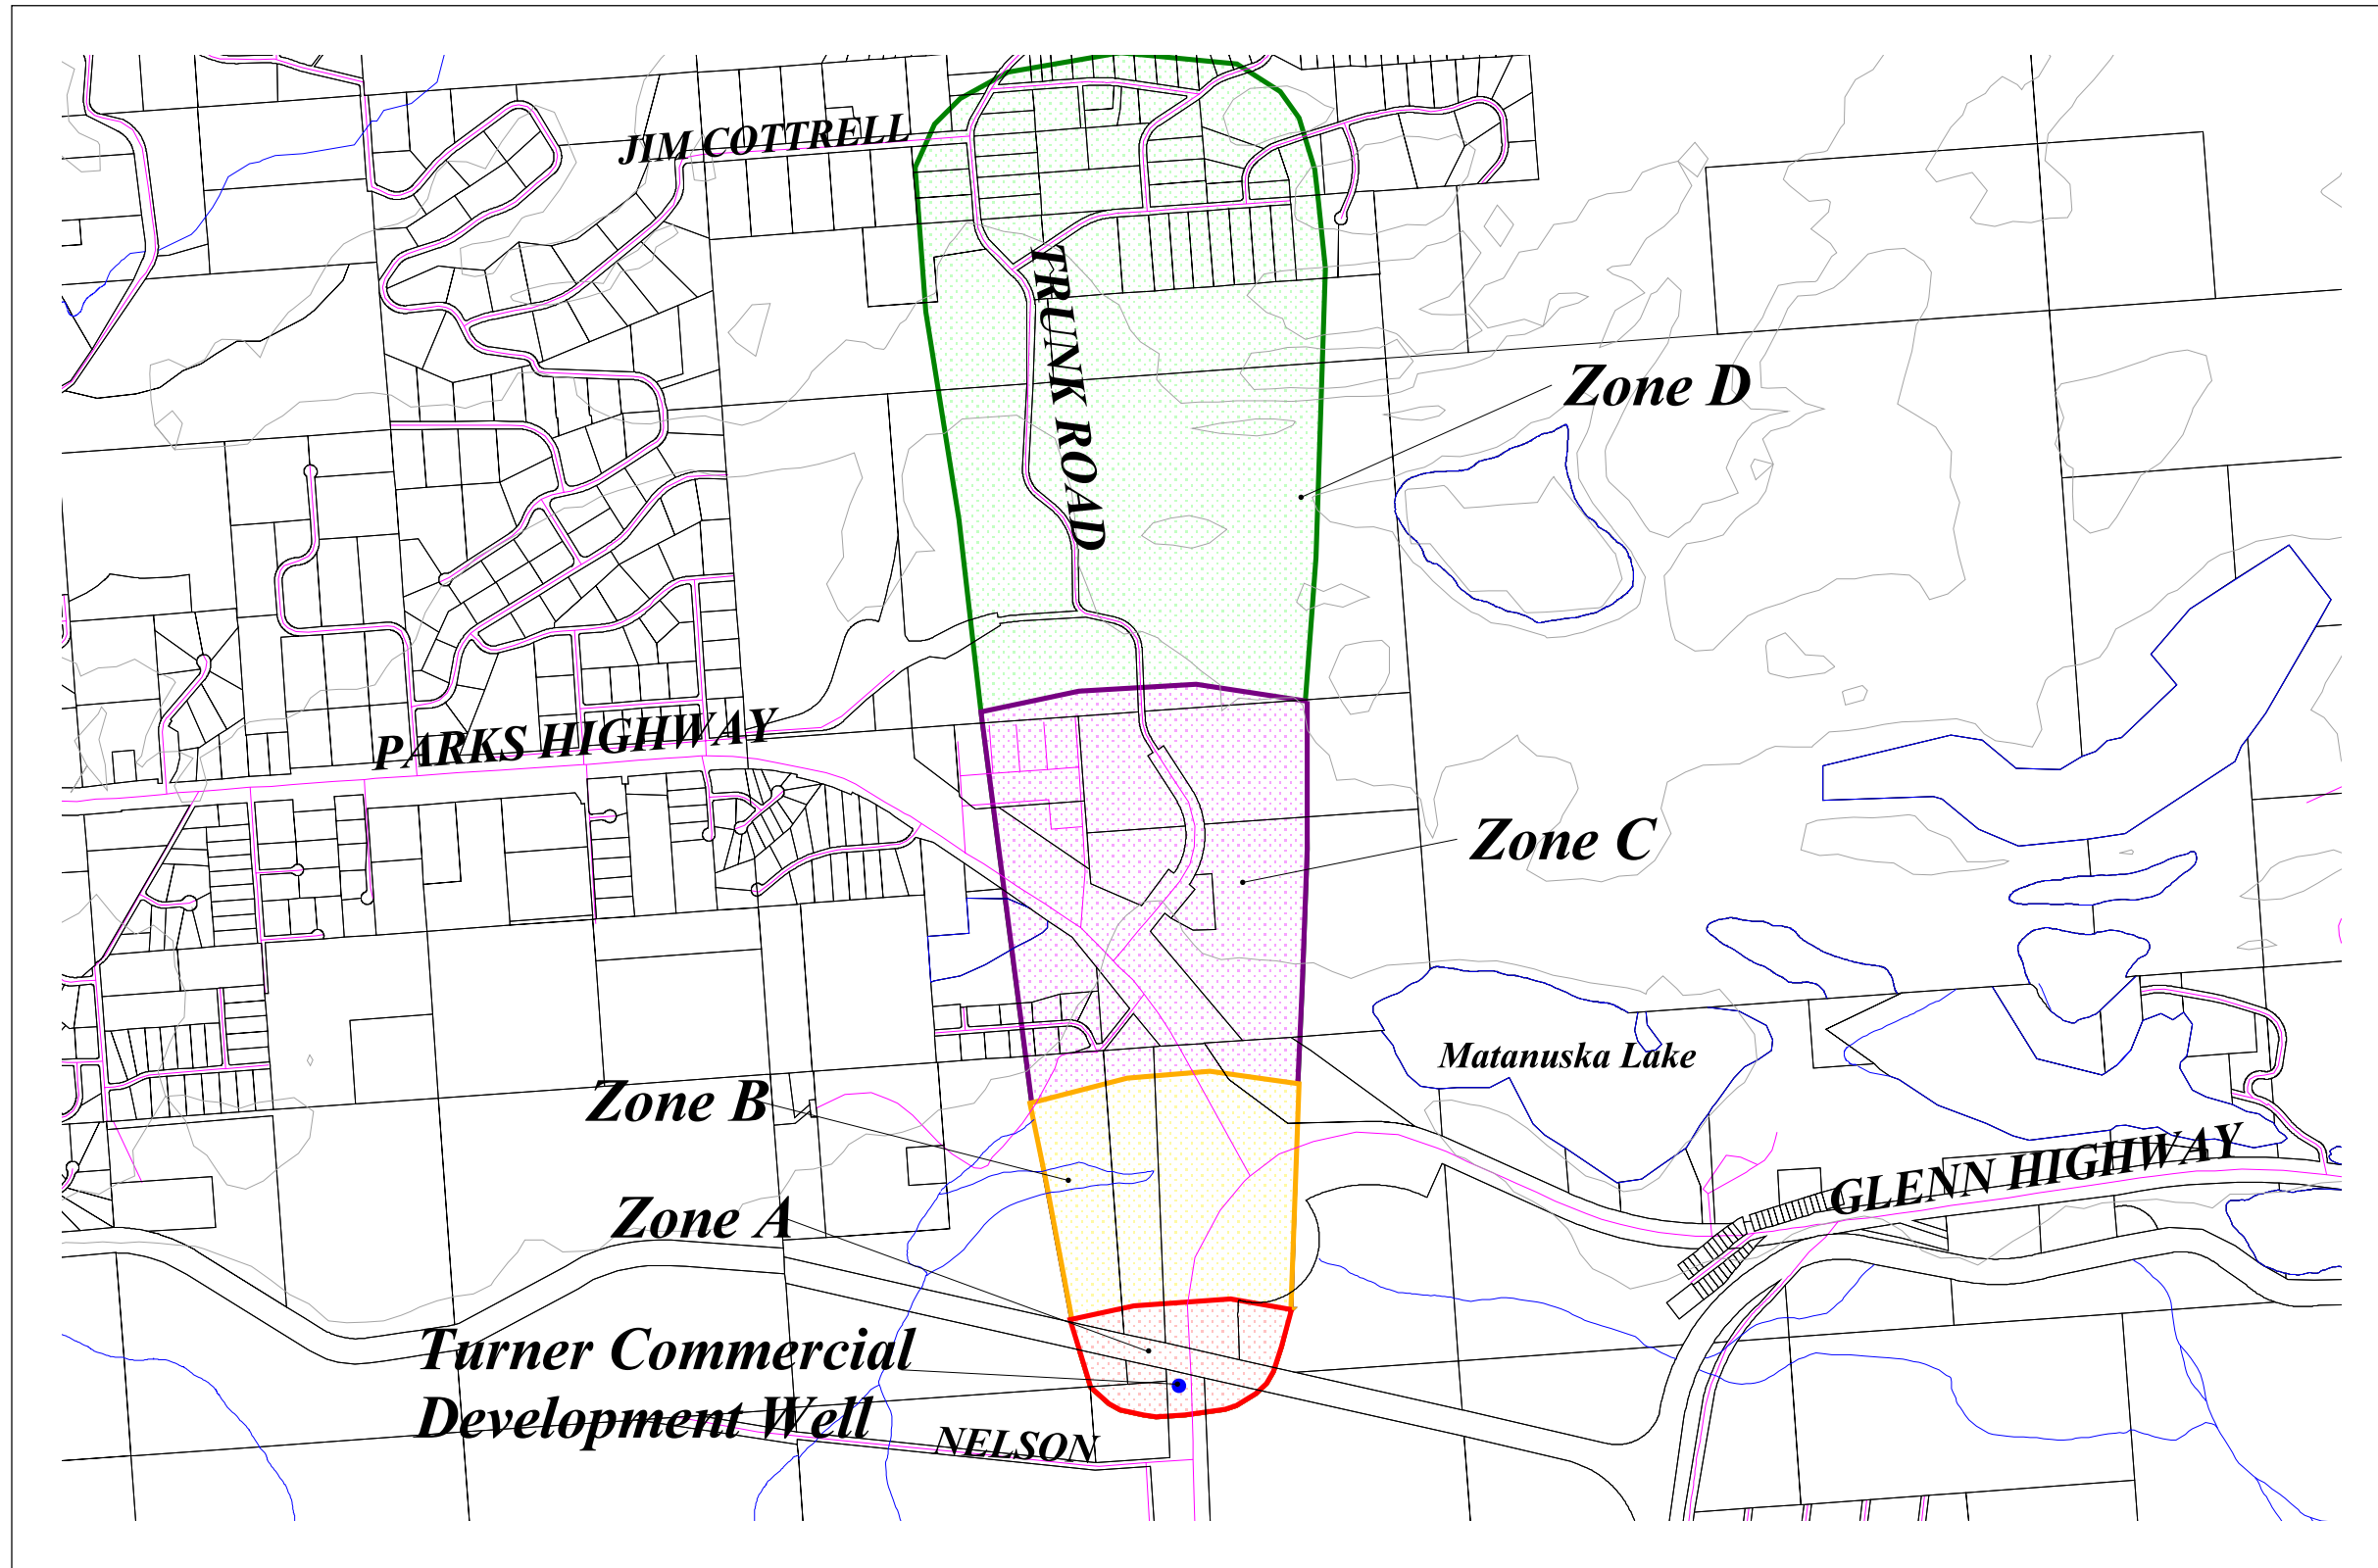 JIM COTTRELL
TRUNK ROAD
Zone D
PARKS HIGHWAY
Zone C
Matanuska Lake
Zone B
GLENN HIGHWAY
Zone A
Turner Commercial
Development Well
NELSON